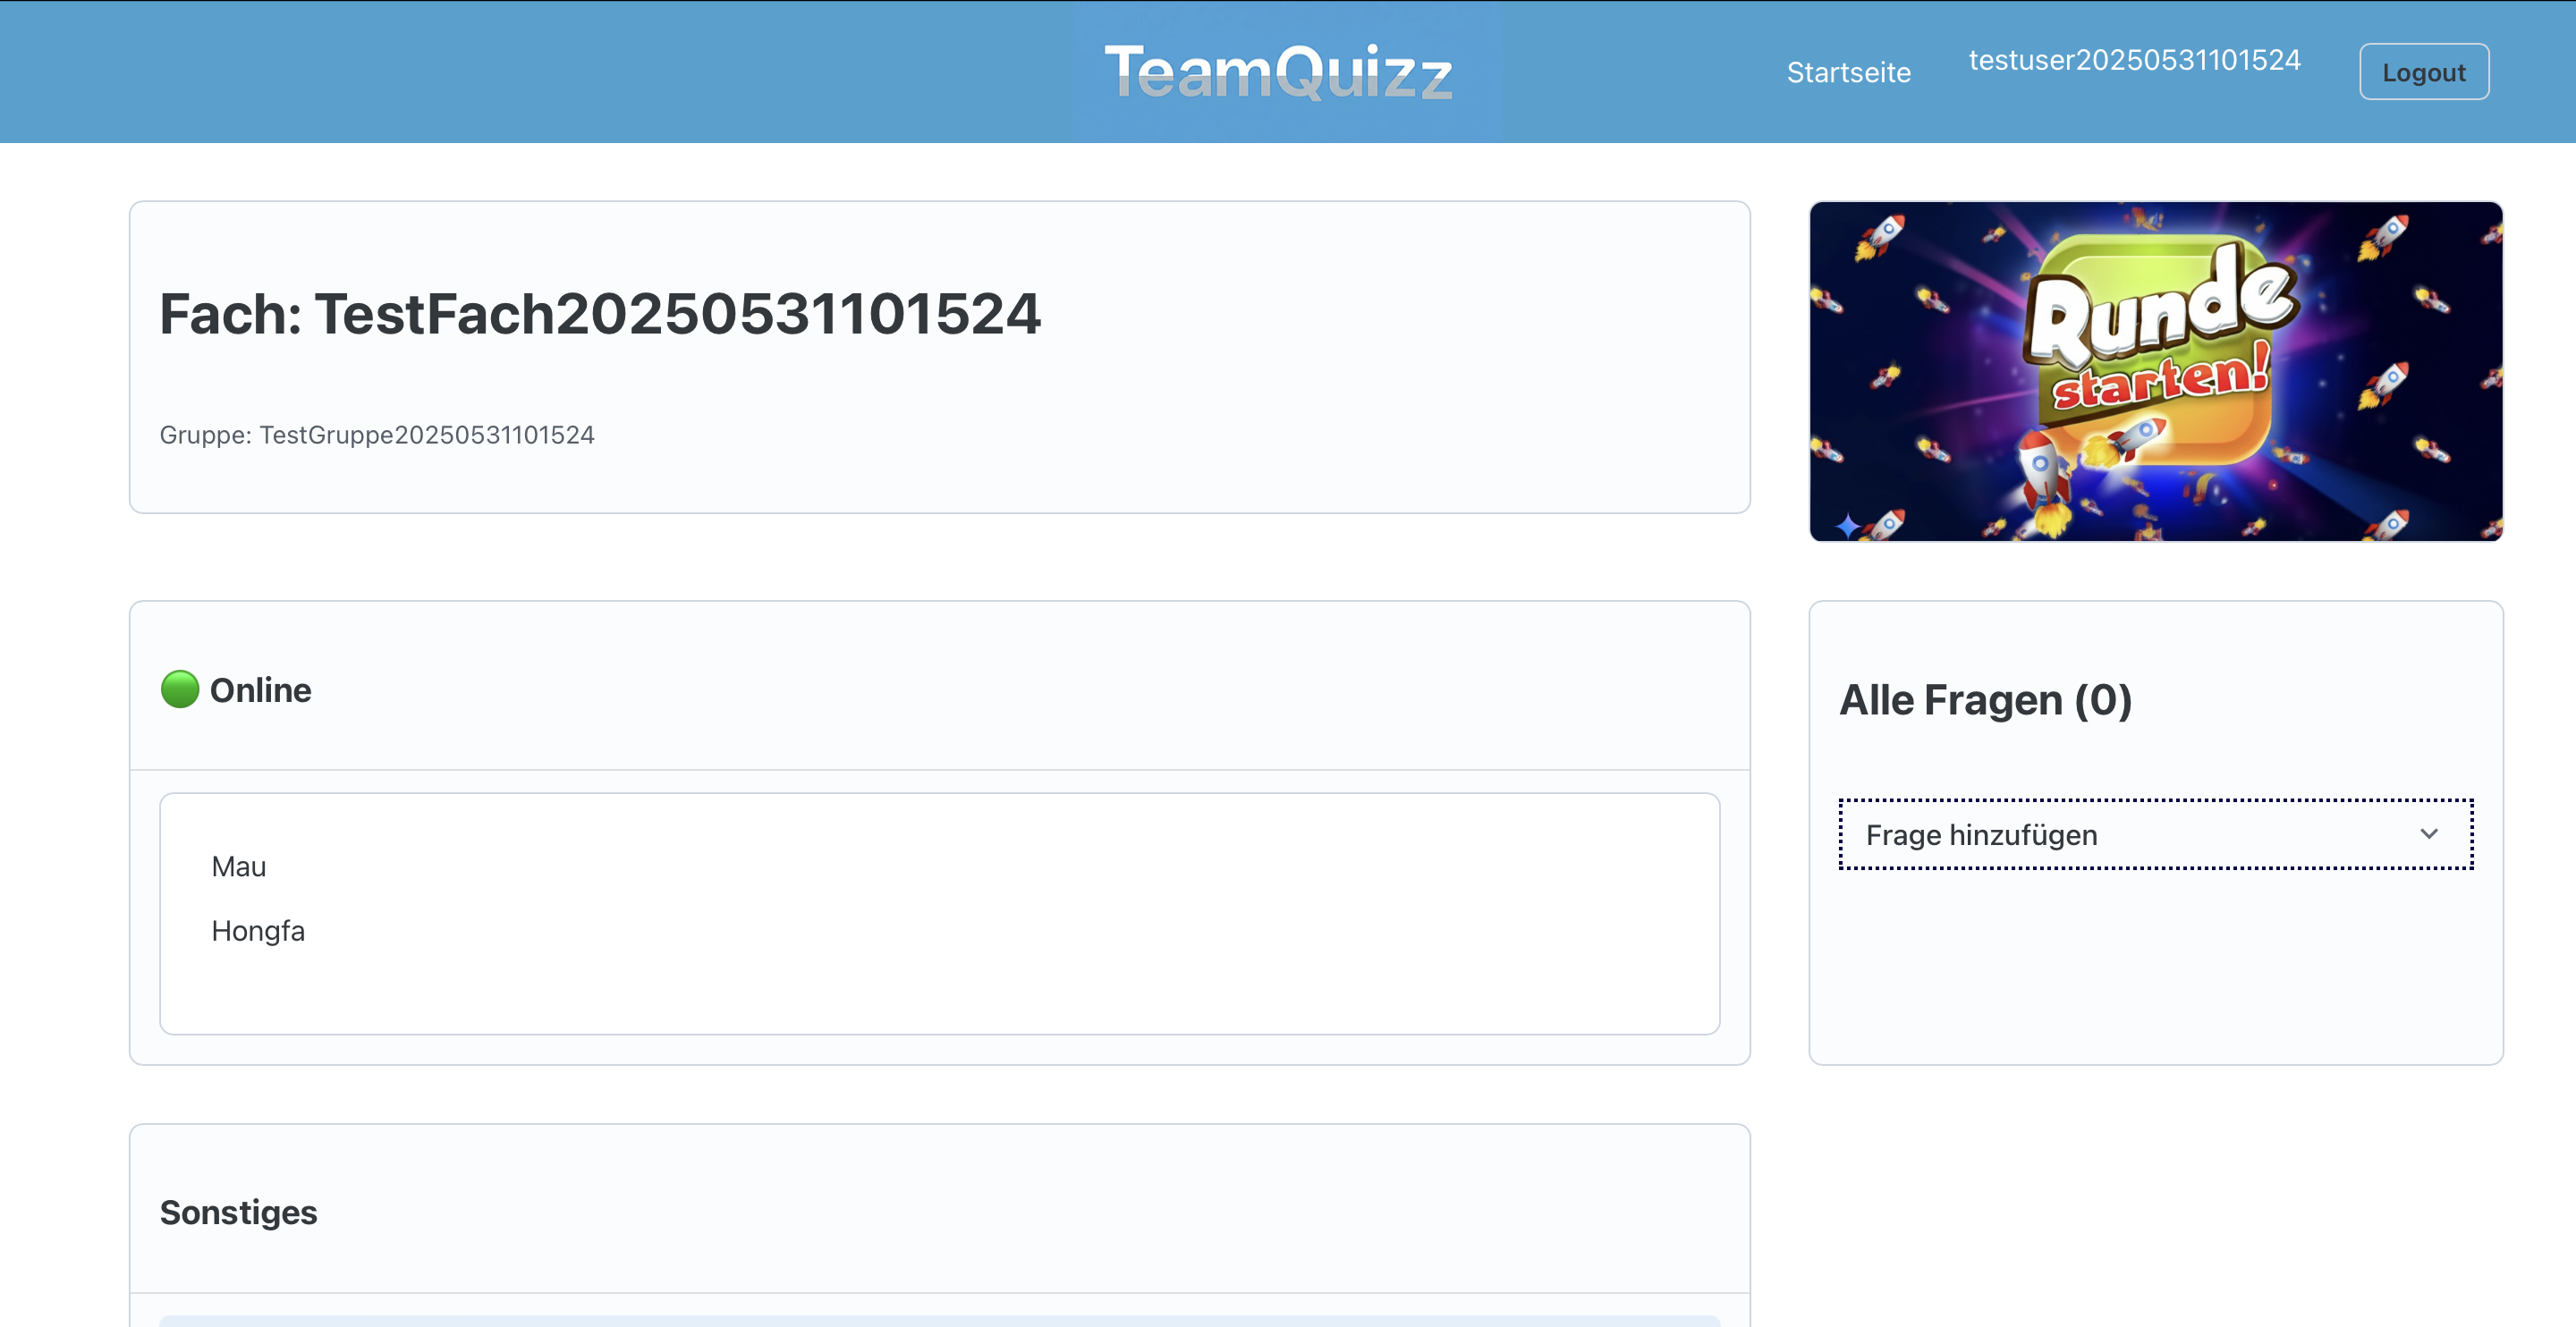 TeamQuizz
Startseite
testuser20250531101524
Logout
Fach: TestFach20250531101524
Gruppe: TestGruppe20250531101524
Runde
starten!
Online
Mau
Hongfa
Alle Fragen (0)
Frage hinzufügen
Sonstiges